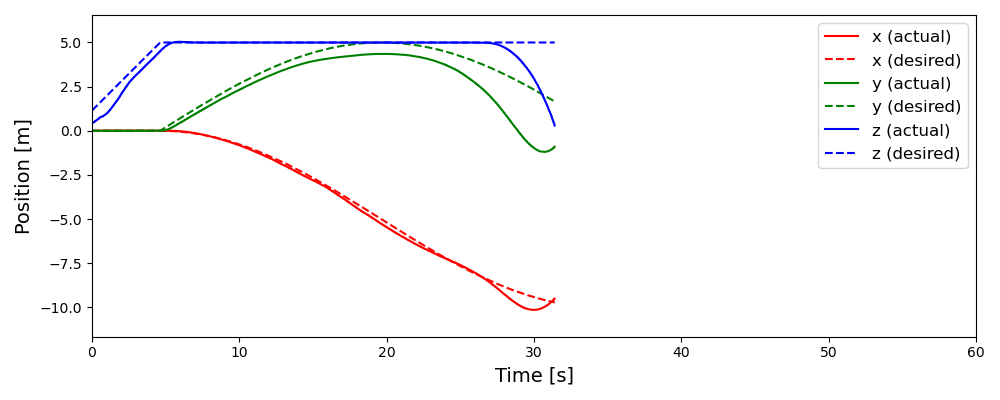 Position [m]
5.0
2.5
0.0
−2.5
−5.0
−7.5
−10.0
0 10 20 30 40 50 60
Time [s]
x (actual)
x (desired)
y (actual)
y (desired)
z (actual)
z (desired)